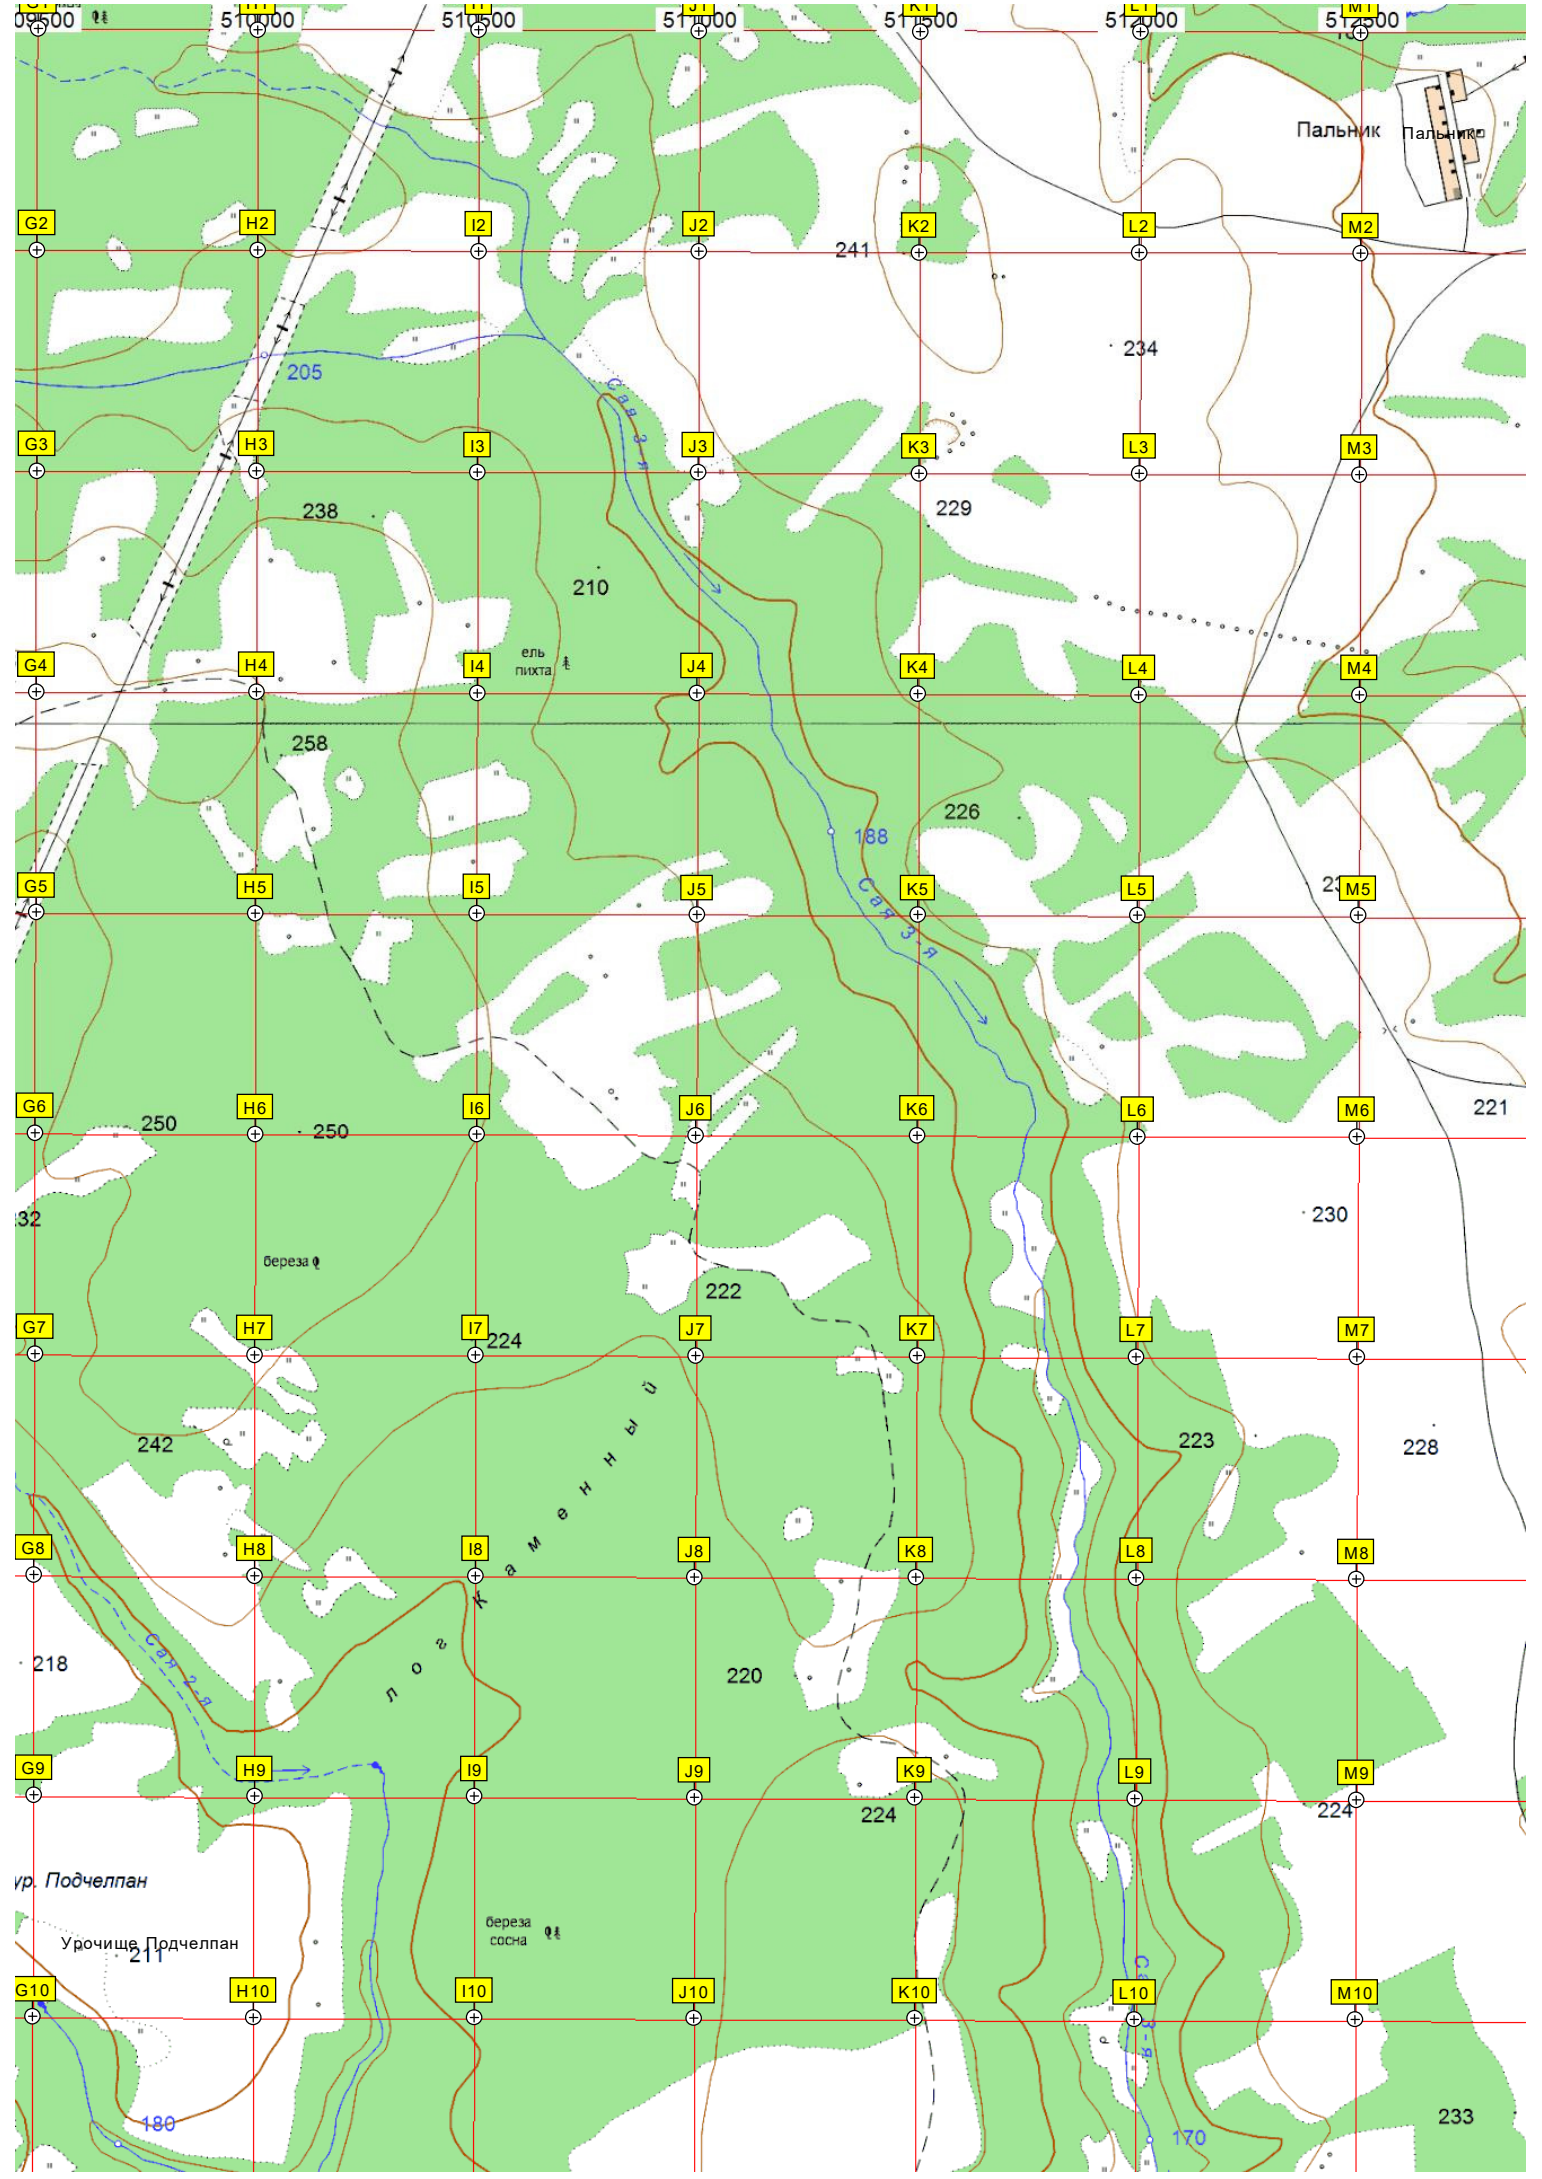 510000
510500
511000
511500
512000
512500
Пальник
Пальник
G2
H2
I2
J2
K2
L2
M2
241
234
205
Сая 3-я
G3
H3
I3
J3
K3
L3
M3
238
229
210
ель
пихта
G4
H4
I4
J4
K4
L4
M4
258
226
188
G5
H5
I5
J5
K5
L5
M5
Сая 3-я
G6
H6
I6
J6
K6
L6
M6
250
250
221
230
береза
222
G7
H7
I7
J7
K7
L7
M7
224
242
223
228
G8
H8
I8
J8
K8
L8
M8
лог Каменный
218
Сая 2-я
220
G9
H9
I9
J9
K9
L9
M9
224
224
ур. Подчелпан
береза
сосна
Урочище Подчелпан
211
G10
H10
I10
J10
K10
L10
M10
180
170
233